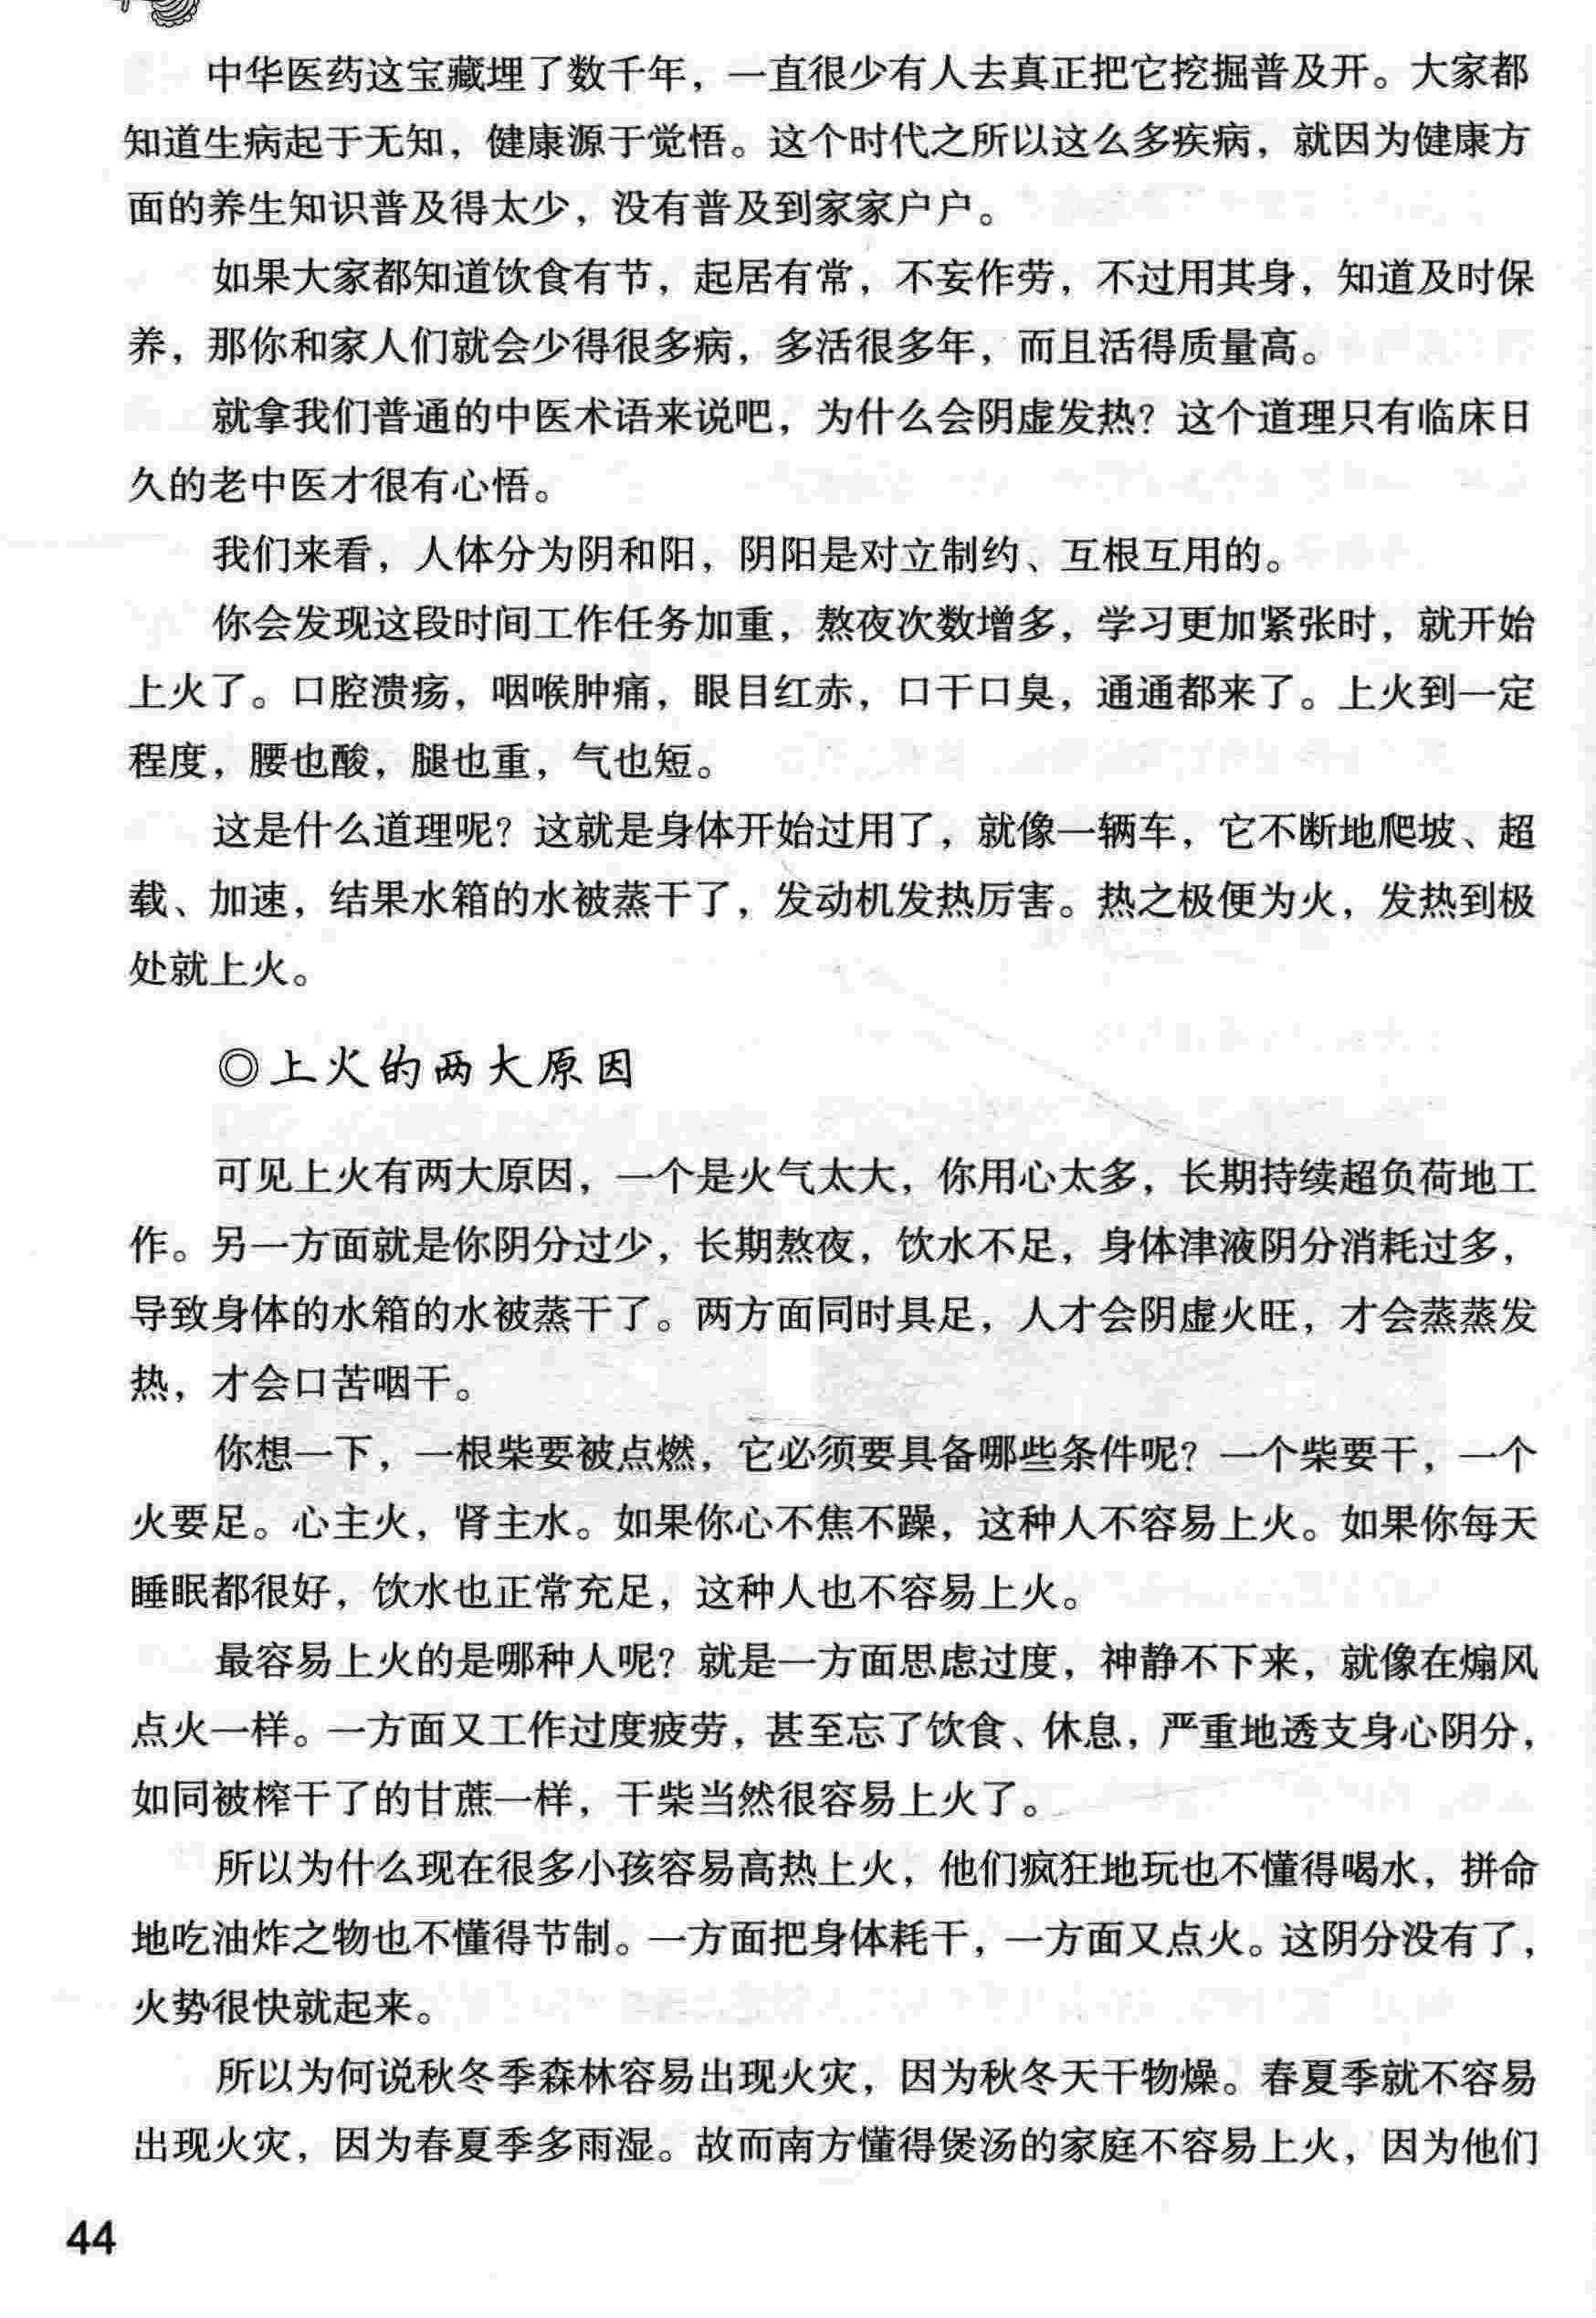 中华医药这宝藏埋了数千年，一直很少有人去真正把它挖掘普及开。大家都
知道生病起于无知，健康源于觉悟。这个时代之所以这么多疾病，就因为健康方
面的养生知识普及得太少，没有普及到家家户户。
如果大家都知道饮食有节，起居有常，不妄作劳，不过用其身，知道及时保
养，那你和家人们就会少得很多病，多活很多年，而且活得质量高。
就拿我们普通的中医术语来说吧，为什么会阴虚发热？这个道理只有临床日
久的老中医才很有心悟。
我们来看，人体分为阴和阳，阴阳是对立制约、互根互用的。
你会发现这段时间工作任务加重，熬夜次数增多，学习更加紧张时，就开始
上火了。口腔溃疡，咽喉肿痛，眼目红赤，口干口臭，通通都来了。上火到一定
程度，腰也酸，腿也重，气也短。
这是什么道理呢？这就是身体开始过用了，就像一辆车，它不断地爬坡、超
载、加速，结果水箱的水被蒸干了，发动机发热厉害。热之极便为火，发热到极
处就上火。
◎上火的两大原因
可见上火有两大原因，一个是火气太大，你用心太多，长期持续超负荷地工
作。另一方面就是你阴分过少，长期熬夜，饮水不足，身体津液阴分消耗过多，
导致身体的水箱的水被蒸干了。两方面同时具足，人才会阴虚火旺，才会蒸蒸发
热，才会口苦咽干。
你想一下，一根柴要被点燃，它必须要具备哪些条件呢？一个柴要干，一个
火要足。心主火，肾主水。如果你心不焦不躁，这种人不容易上火。如果你每天
睡眠都很好，饮水也正常充足，这种人也不容易上火。
最容易上火的是哪种人呢？就是一方面思虑过度，神静不下来，就像在煽风
点火一样。一方面又工作过度疲劳，甚至忘了饮食、休息，严重地透支身心阴分，
如同被榨干了的甘蔗一样，干柴当然很容易上火了。
所以为什么现在很多小孩容易高热上火，他们疯狂地玩也不懂得喝水，拼命
地吃油炸之物也不懂得节制。一方面把身体耗干，一方面又点火。这阴分没有了，
火势很快就起来。
所以为何说秋冬季森林容易出现火灾，因为秋冬天干物燥。春夏季就不容易
出现火灾，因为春夏季多雨湿。故而南方懂得煲汤的家庭不容易上火，因为他们
44